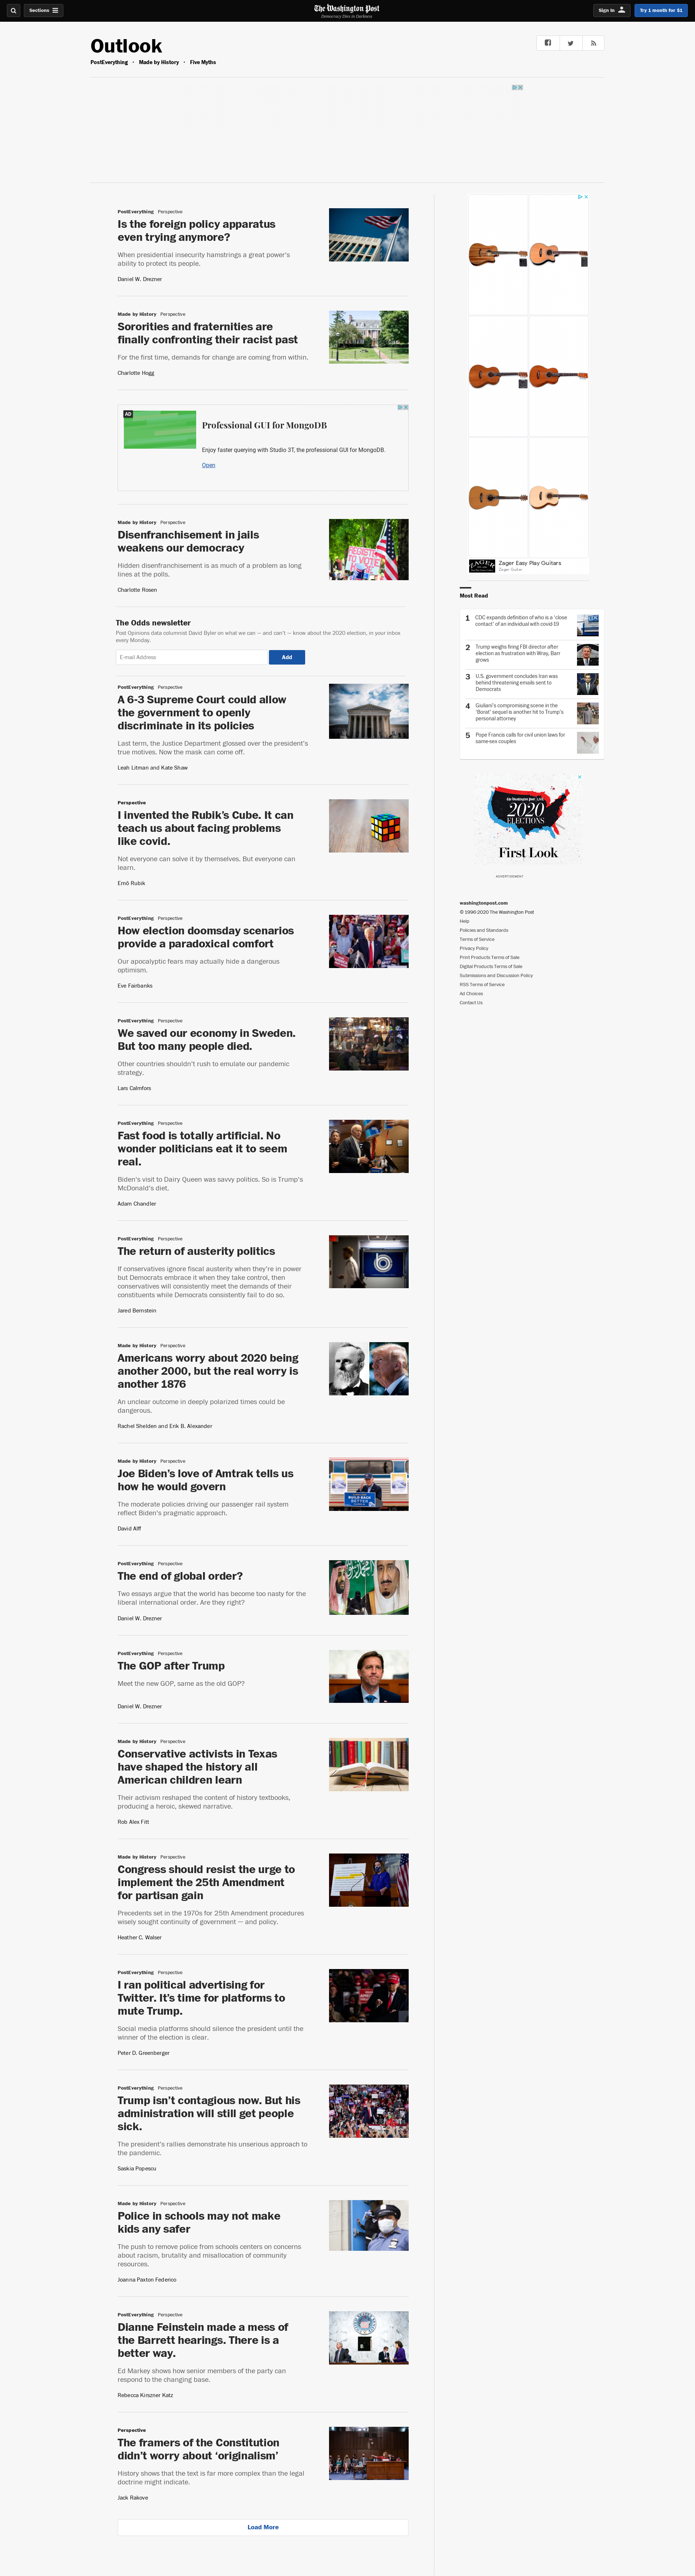 Sections
The Washington Post
Democracy Dies in Darkness
Sign In
Try 1 month for $1
Outlook
PostEverything • Made by History • Five Myths
PostEverything Perspective
Is the foreign policy apparatus
even trying anymore?
When presidential insecurity hamstrings a great power's
ability to protect its people.
Daniel W. Drezner
Made by History Perspective
Sororities and fraternities are
finally confronting their racist past
For the first time, demands for change are coming from within.
Charlotte Hogg
AD
Professional GUI for MongoDB
Enjoy faster querying with Studio 3T, the professional GUI for MongoDB.
Open
Made by History Perspective
Disenfranchisement in jails
weakens our democracy
Hidden disenfranchisement is as much of a problem as long
lines at the polls.
Charlotte Rosen
The Odds newsletter
Post Opinions data columnist David Byler on what we can — and can't — know about the 2020 election, in your inbox
every Monday.
E-mail Address
Add
PostEverything Perspective
A 6-3 Supreme Court could allow
the government to openly
discriminate in its policies
Last term, the Justice Department glossed over the president's
true motives. Now the mask can come off.
Leah Litman and Kate Shaw
Perspective
I invented the Rubik's Cube. It can
teach us about facing problems
like covid.
Not everyone can solve it by themselves. But everyone can
learn.
Ernő Rubik
PostEverything Perspective
How election doomsday scenarios
provide a paradoxical comfort
Our apocalyptic fears may actually hide a dangerous
optimism.
Eve Fairbanks
PostEverything Perspective
We saved our economy in Sweden.
But too many people died.
Other countries shouldn't rush to emulate our pandemic
strategy.
Lars Calmfors
PostEverything Perspective
Fast food is totally artificial. No
wonder politicians eat it to seem
real.
Biden's visit to Dairy Queen was savvy politics. So is Trump's
McDonald's diet.
Adam Chandler
PostEverything Perspective
The return of austerity politics
If conservatives ignore fiscal austerity when they're in power
but Democrats embrace it when they take control, then
conservatives will consistently meet the demands of their
constituents while Democrats consistently fail to do so.
Jared Bernstein
Made by History Perspective
Americans worry about 2020 being
another 2000, but the real worry is
another 1876
An unclear outcome in deeply polarized times could be
dangerous.
Rachel Shelden and Erik B. Alexander
Made by History Perspective
Joe Biden's love of Amtrak tells us
how he would govern
The moderate policies driving our passenger rail system
reflect Biden's pragmatic approach.
David Alff
PostEverything Perspective
The end of global order?
Two essays argue that the world has become too nasty for the
liberal international order. Are they right?
Daniel W. Drezner
PostEverything Perspective
The GOP after Trump
Meet the new GOP, same as the old GOP?
Daniel W. Drezner
Made by History Perspective
Conservative activists in Texas
have shaped the history all
American children learn
Their activism reshaped the content of history textbooks,
producing a heroic, skewed narrative.
Rob Alex Fitt
Made by History Perspective
Congress should resist the urge to
implement the 25th Amendment
for partisan gain
Precedents set in the 1970s for 25th Amendment procedures
wisely sought continuity of government — and policy.
Heather C. Walser
PostEverything Perspective
I ran political advertising for
Twitter. It's time for platforms to
mute Trump.
Social media platforms should silence the president until the
winner of the election is clear.
Peter D. Greenberger
PostEverything Perspective
Trump isn't contagious now. But his
administration will still get people
sick.
The president's rallies demonstrate his unserious approach to
the pandemic.
Saskia Popescu
Made by History Perspective
Police in schools may not make
kids any safer
The push to remove police from schools centers on concerns
about racism, brutality and misallocation of community
resources.
Joanna Paxton Federico
PostEverything Perspective
Dianne Feinstein made a mess of
the Barrett hearings. There is a
better way.
Ed Markey shows how senior members of the party can
respond to the changing base.
Rebecca Kirszner Katz
Perspective
The framers of the Constitution
didn't worry about 'originalism'
History shows that the text is far more complex than the legal
doctrine might indicate.
Jack Rakove
Load More
ZAGER
Zager Easy Play Guitars
Zager Guitar
Most Read
1 CDC expands definition of who is a 'close
contact' of an individual with covid-19
2 Trump weighs firing FBI director after
election as frustration with Wray, Barr
grows
3 U.S. government concludes Iran was
behind threatening emails sent to
Democrats
4 Giuliani's compromising scene in the
'Borat' sequel is another hit to Trump's
personal attorney
5 Pope Francis calls for civil union laws for
same-sex couples
The Washington Post LIVE
2020
ELECTIONS
First Look
ADVERTISEMENT
washingtonpost.com
© 1996-2020 The Washington Post
Help
Policies and Standards
Terms of Service
Privacy Policy
Print Products Terms of Sale
Digital Products Terms of Sale
Submissions and Discussion Policy
RSS Terms of Service
Ad Choices
Contact Us